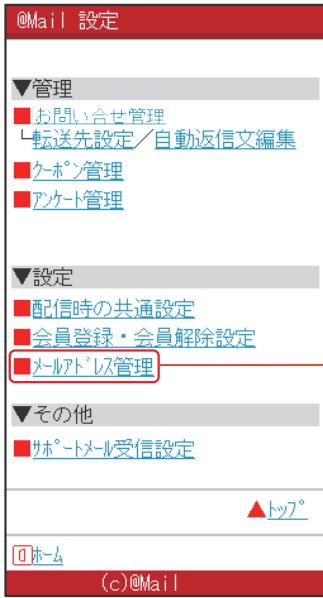 @Mail 設定
▼管理
■お問い合せ管理
└転送先設定／自動返信文編集
■ｸｰﾎﾟﾝ管理
■ｱﾝｹｰﾄ管理
▼設定
■配信時の共通設定
■会員登録・会員解除設定
■ﾒｰﾙｱﾄﾞﾚｽ管理
▼その他
■ｻﾎﾟｰﾄﾒｰﾙ受信設定
▲ﾄｯﾌﾟ
0ﾎｰﾑ
(c)@Mail